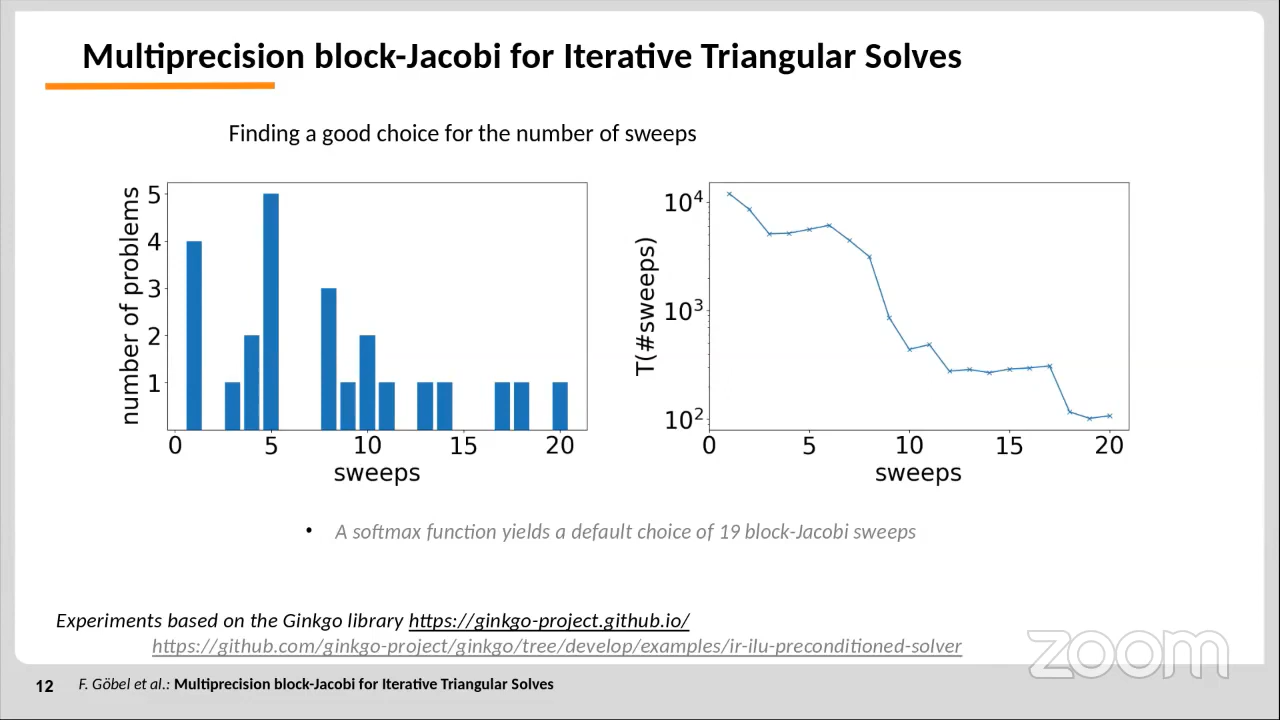 Multiprecision block-Jacobi for Iterative Triangular Solves
Finding a good choice for the number of sweeps
number of problems
5
4
3
2
1
0 5 10 15 20
sweeps
T(#sweeps)
10⁴
10³
10²
0 5 10 15 20
sweeps
• A softmax function yields a default choice of 19 block-Jacobi sweeps
Experiments based on the Ginkgo library https://ginkgo-project.github.io/
https://github.com/ginkgo-project/ginkgo/tree/develop/examples/ir-ilu-preconditioned-solver
zoom
12 F. Göbel et al.: Multiprecision block-Jacobi for Iterative Triangular Solves